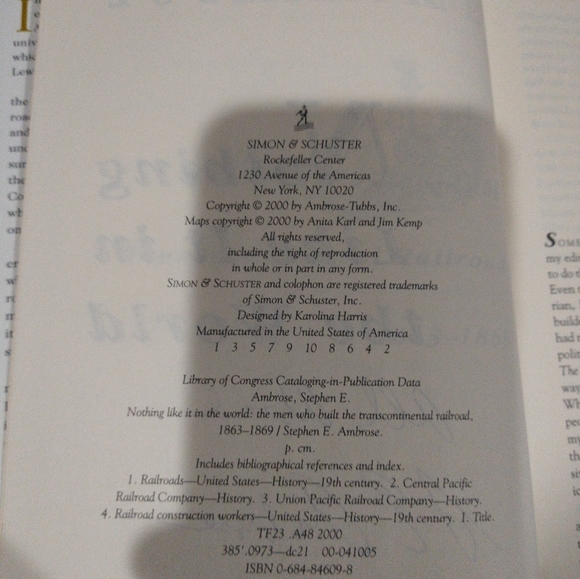 SIMON & SCHUSTER
Rockefeller Center
1230 Avenue of the Americas
New York, NY 10020
Copyright © 2000 by Ambrose-Tubbs, Inc.
Maps copyright © 2000 by Anita Karl and Jim Kemp
All rights reserved,
including the right of reproduction
in whole or in part in any form.
SIMON & SCHUSTER and colophon are registered trademarks
of Simon & Schuster, Inc.
Designed by Karolina Harris
Manufactured in the United States of America
1 3 5 7 9 10 8 6 4 2
Library of Congress Cataloging-in-Publication Data
Ambrose, Stephen E.
Nothing like it in the world: the men who built the transcontinental railroad,
1863–1869 / Stephen E. Ambrose.
p. cm.
Includes bibliographical references and index.
1. Railroads—United States—History—19th century. 2. Central Pacific
Railroad Company—History. 3. Union Pacific Railroad Company—History.
4. Railroad construction workers—United States—History—19th century. I. Title.
TF23 .A48 2000
385'.0973—dc21 00-041005
ISBN 0-684-84609-8